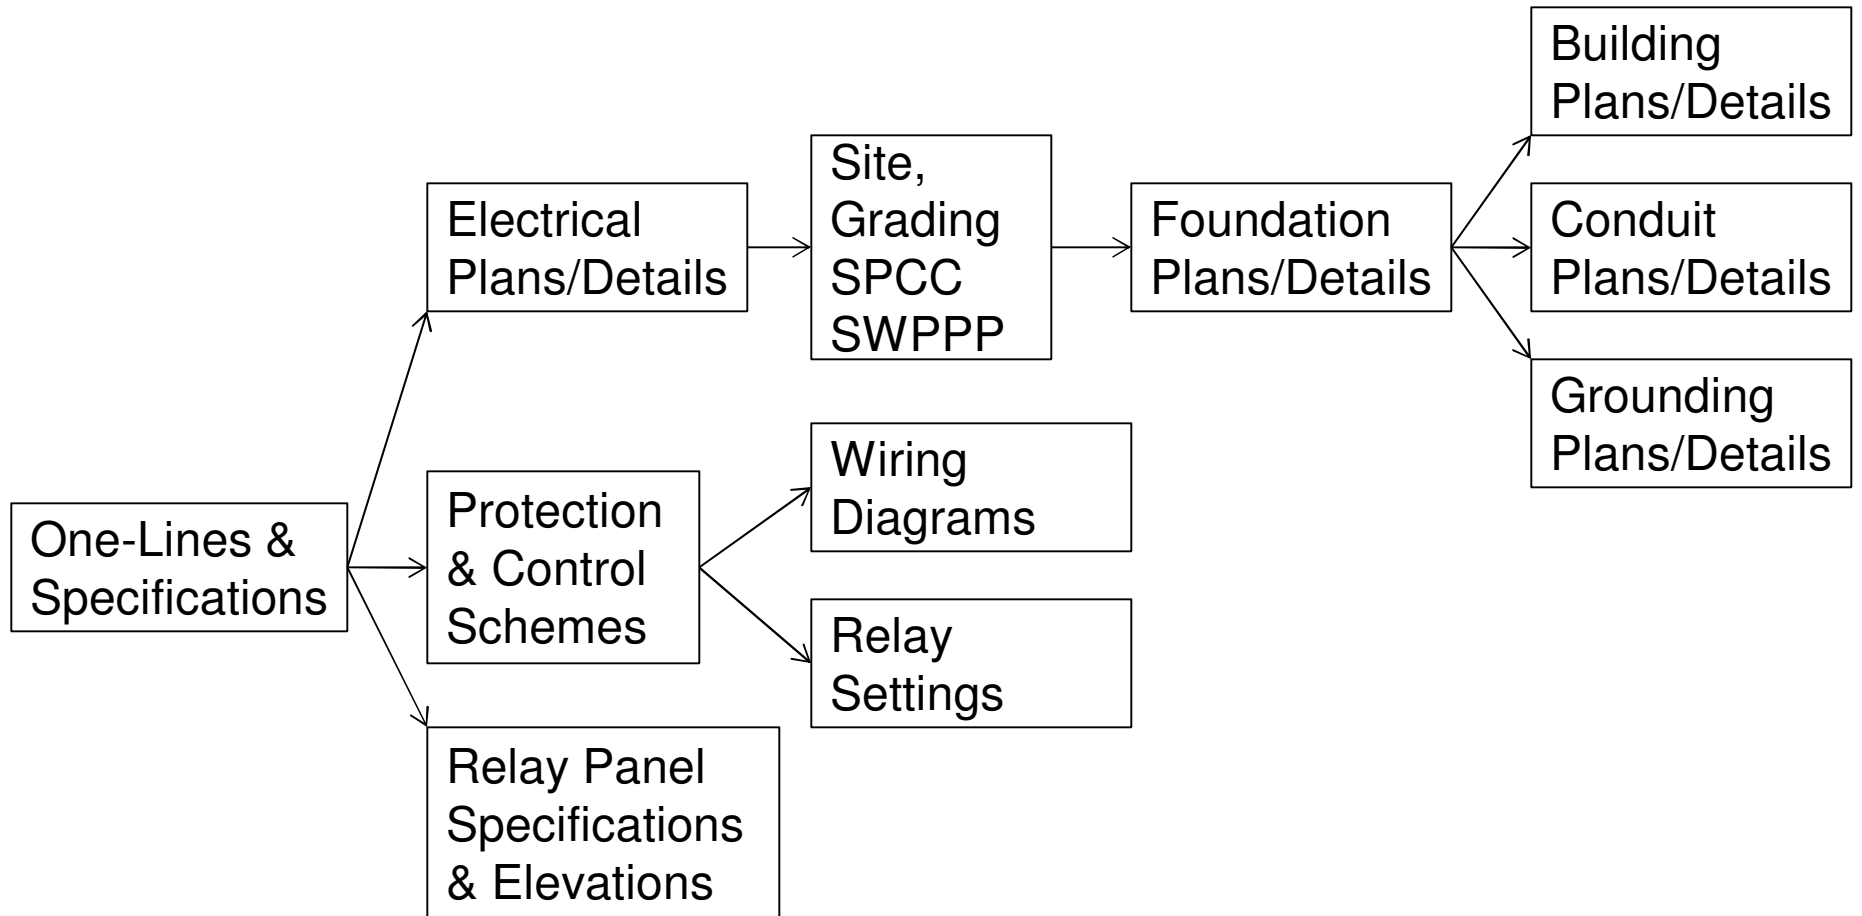 Building
Plans/Details
Site,
Grading
SPCC
SWPPP
Electrical
Plans/Details
Foundation
Plans/Details
Conduit
Plans/Details
Grounding
Plans/Details
Wiring
Diagrams
Protection
& Control
Schemes
One-Lines &
Specifications
Relay
Settings
Relay Panel
Specifications
& Elevations